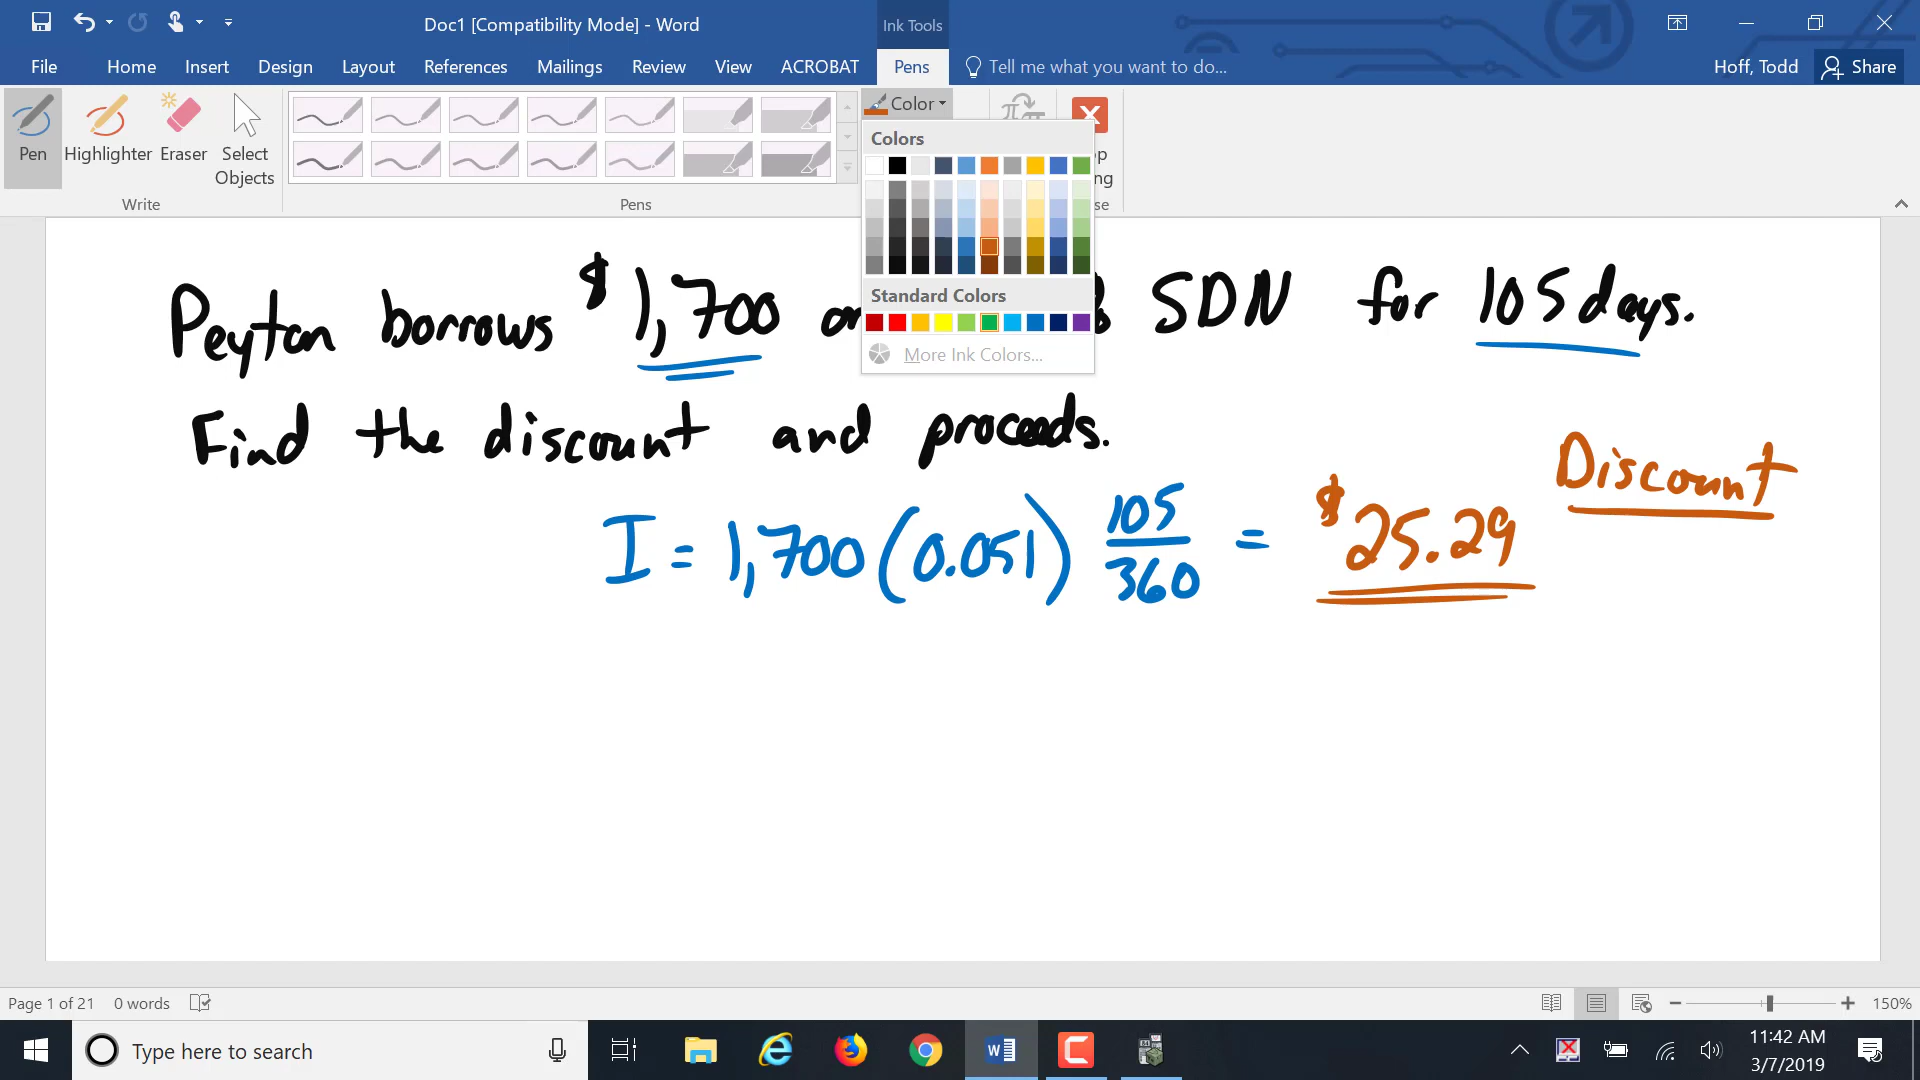 Doc1 [Compatibility Mode] - Word
Ink Tools
File Home Insert Design Layout References Mailings Review View ACROBAT Pens Tell me what you want to do... Hoff, Todd Share
Pen Highlighter Eraser Select Objects
Color
Write Pens
Colors
Standard Colors
More Ink Colors...
Peyton borrows $1,700 SDN for 105 days.
Find the discount and proceeds.
Discount
I = 1,700 (0.051) 105/360 = $25.29
Page 1 of 21 0 words 150%
Type here to search
11:42 AM
3/7/2019